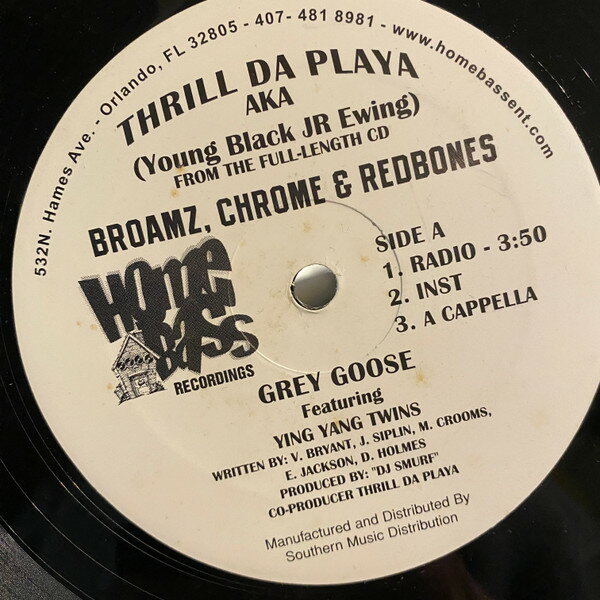 532N. Hames Ave. - Orlando, FL 32805 - 407- 481 8981 - www.homebassent.com
THRILL DA PLAYA
AKA
(Young Black JR Ewing)
FROM THE FULL-LENGTH CD
BROAMZ, CHROME & REDBONES
Home
Bass
RECORDINGS
SIDE A
1. RADIO - 3:50
2. INST
3. A CAPPELLA
GREY GOOSE
Featuring
YING YANG TWINS
WRITTEN BY: V. BRYANT, J. SIPLIN, M. CROOMS,
E. JACKSON, D. HOLMES
PRODUCED BY: "DJ SMURF"
CO-PRODUCER THRILL DA PLAYA
Manufactured and Distributed By
Southern Music Distribution